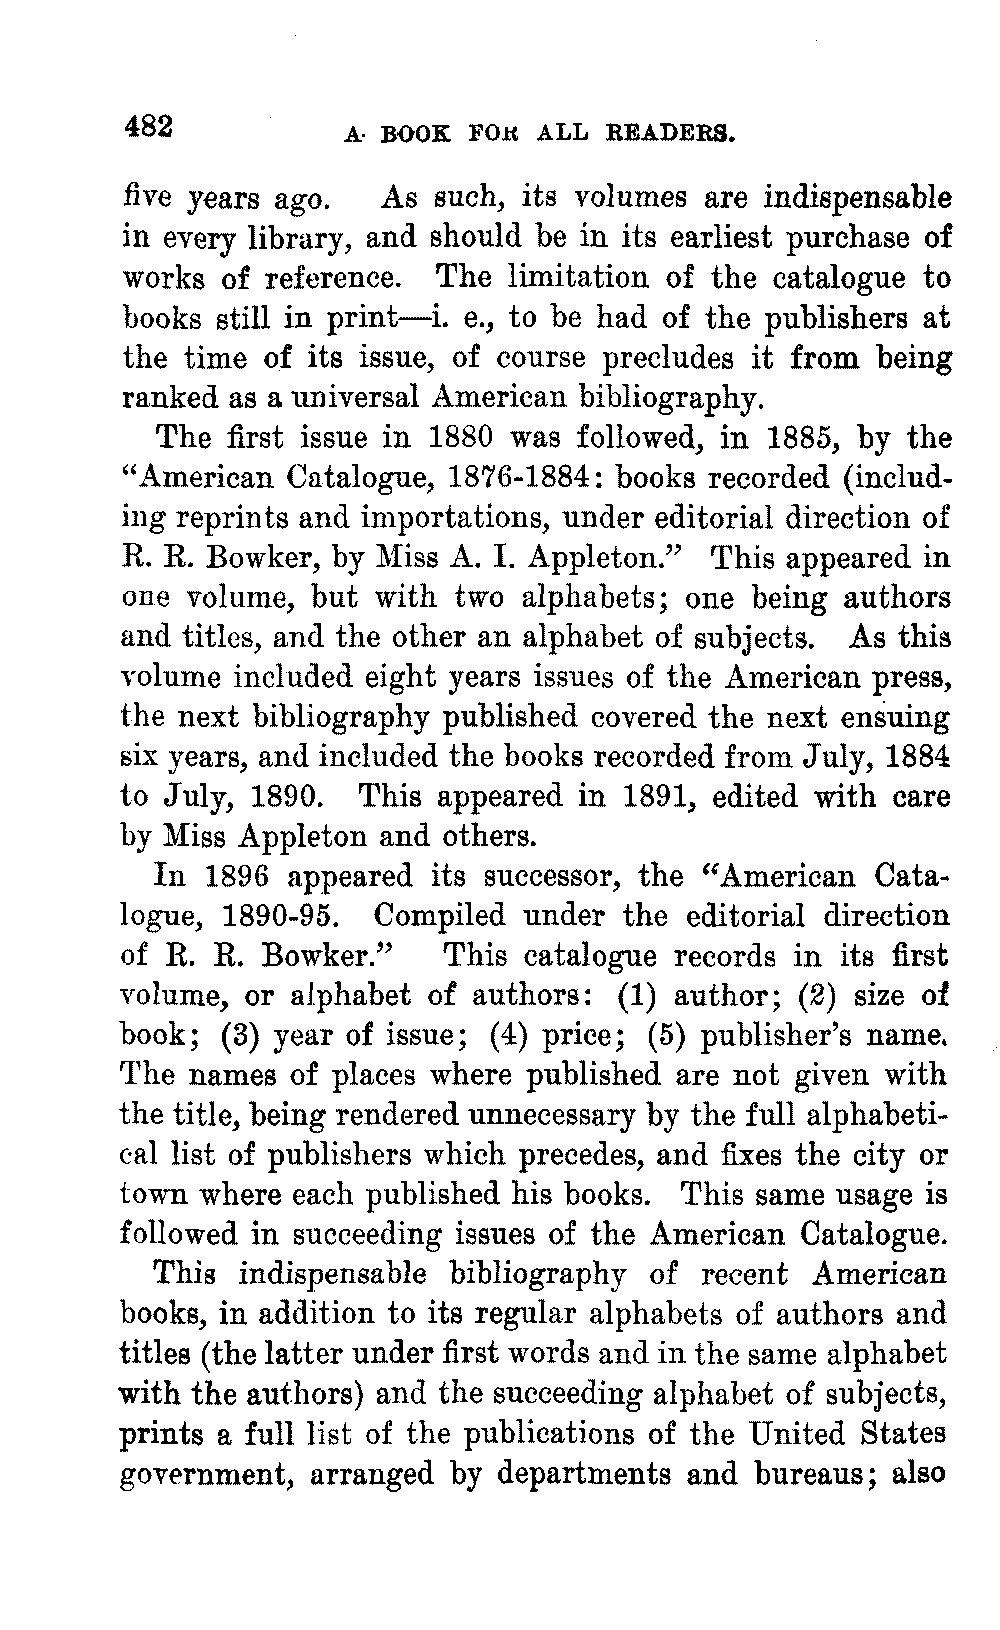 482
A BOOK FOR ALL READERS.
five years ago. As such, its volumes are indispensable
in every library, and should be in its earliest purchase of
works of reference. The limitation of the catalogue to
books still in print—i. e., to be had of the publishers at
the time of its issue, of course precludes it from being
ranked as a universal American bibliography.
The first issue in 1880 was followed, in 1885, by the
“American Catalogue, 1876-1884: books recorded (includ-
ing reprints and importations, under editorial direction of
R. R. Bowker, by Miss A. I. Appleton.” This appeared in
one volume, but with two alphabets; one being authors
and titles, and the other an alphabet of subjects. As this
volume included eight years issues of the American press,
the next bibliography published covered the next ensuing
six years, and included the books recorded from July, 1884
to July, 1890. This appeared in 1891, edited with care
by Miss Appleton and others.
In 1896 appeared its successor, the “American Cata-
logue, 1890-95. Compiled under the editorial direction
of R. R. Bowker.” This catalogue records in its first
volume, or alphabet of authors: (1) author; (2) size of
book; (3) year of issue; (4) price; (5) publisher’s name.
The names of places where published are not given with
the title, being rendered unnecessary by the full alphabeti-
cal list of publishers which precedes, and fixes the city or
town where each published his books. This same usage is
followed in succeeding issues of the American Catalogue.
This indispensable bibliography of recent American
books, in addition to its regular alphabets of authors and
titles (the latter under first words and in the same alphabet
with the authors) and the succeeding alphabet of subjects,
prints a full list of the publications of the United States
government, arranged by departments and bureaus; also